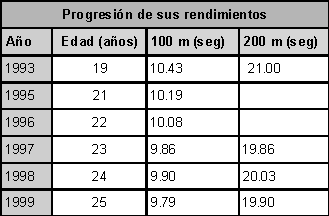 Progresión de sus rendimientos
Año Edad (años) 100 m (seg) 200 m (seg)
1993 19 10.43 21.00
1995 21 10.19
1996 22 10.08
1997 23 9.86 19.86
1998 24 9.90 20.03
1999 25 9.79 19.90